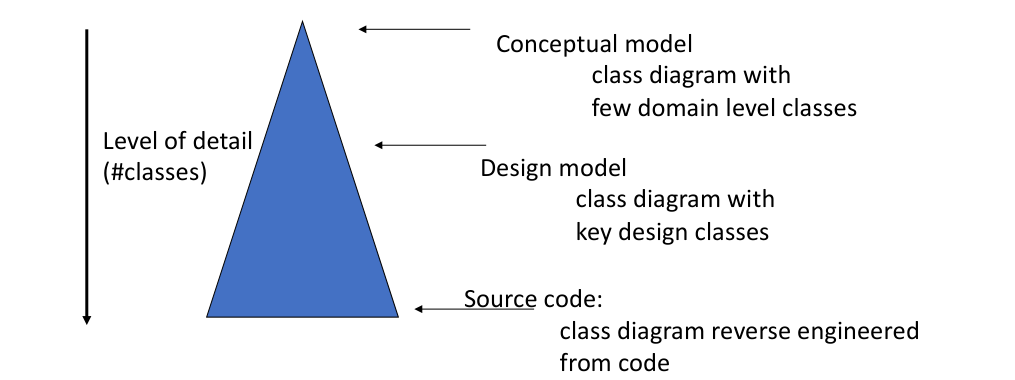 Conceptual model
class diagram with
few domain level classes
Level of detail
(#classes)
Design model
class diagram with
key design classes
Source code:
class diagram reverse engineered
from code